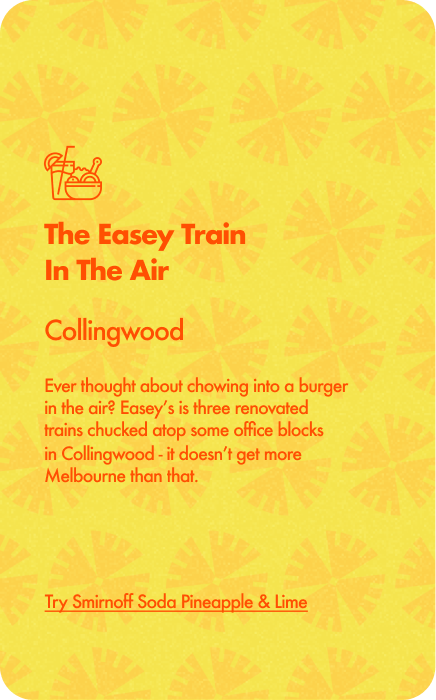 The Easey Train
In The Air
Collingwood
Ever thought about chowing into a burger
in the air? Easey's is three renovated
trains chucked atop some office blocks
in Collingwood - it doesn't get more
Melbourne than that.
Try Smirnoff Soda Pineapple & Lime